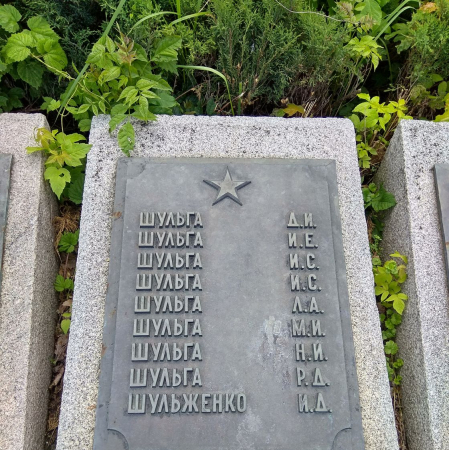 ШУЛЬГА Д.И.
ШУЛЬГА И.Е.
ШУЛЬГА И.С.
ШУЛЬГА И.С.
ШУЛЬГА Л.А.
ШУЛЬГА М.И.
ШУЛЬГА Н.И.
ШУЛЬГА Р.Д.
ШУЛЬЖЕНКО И.Д.